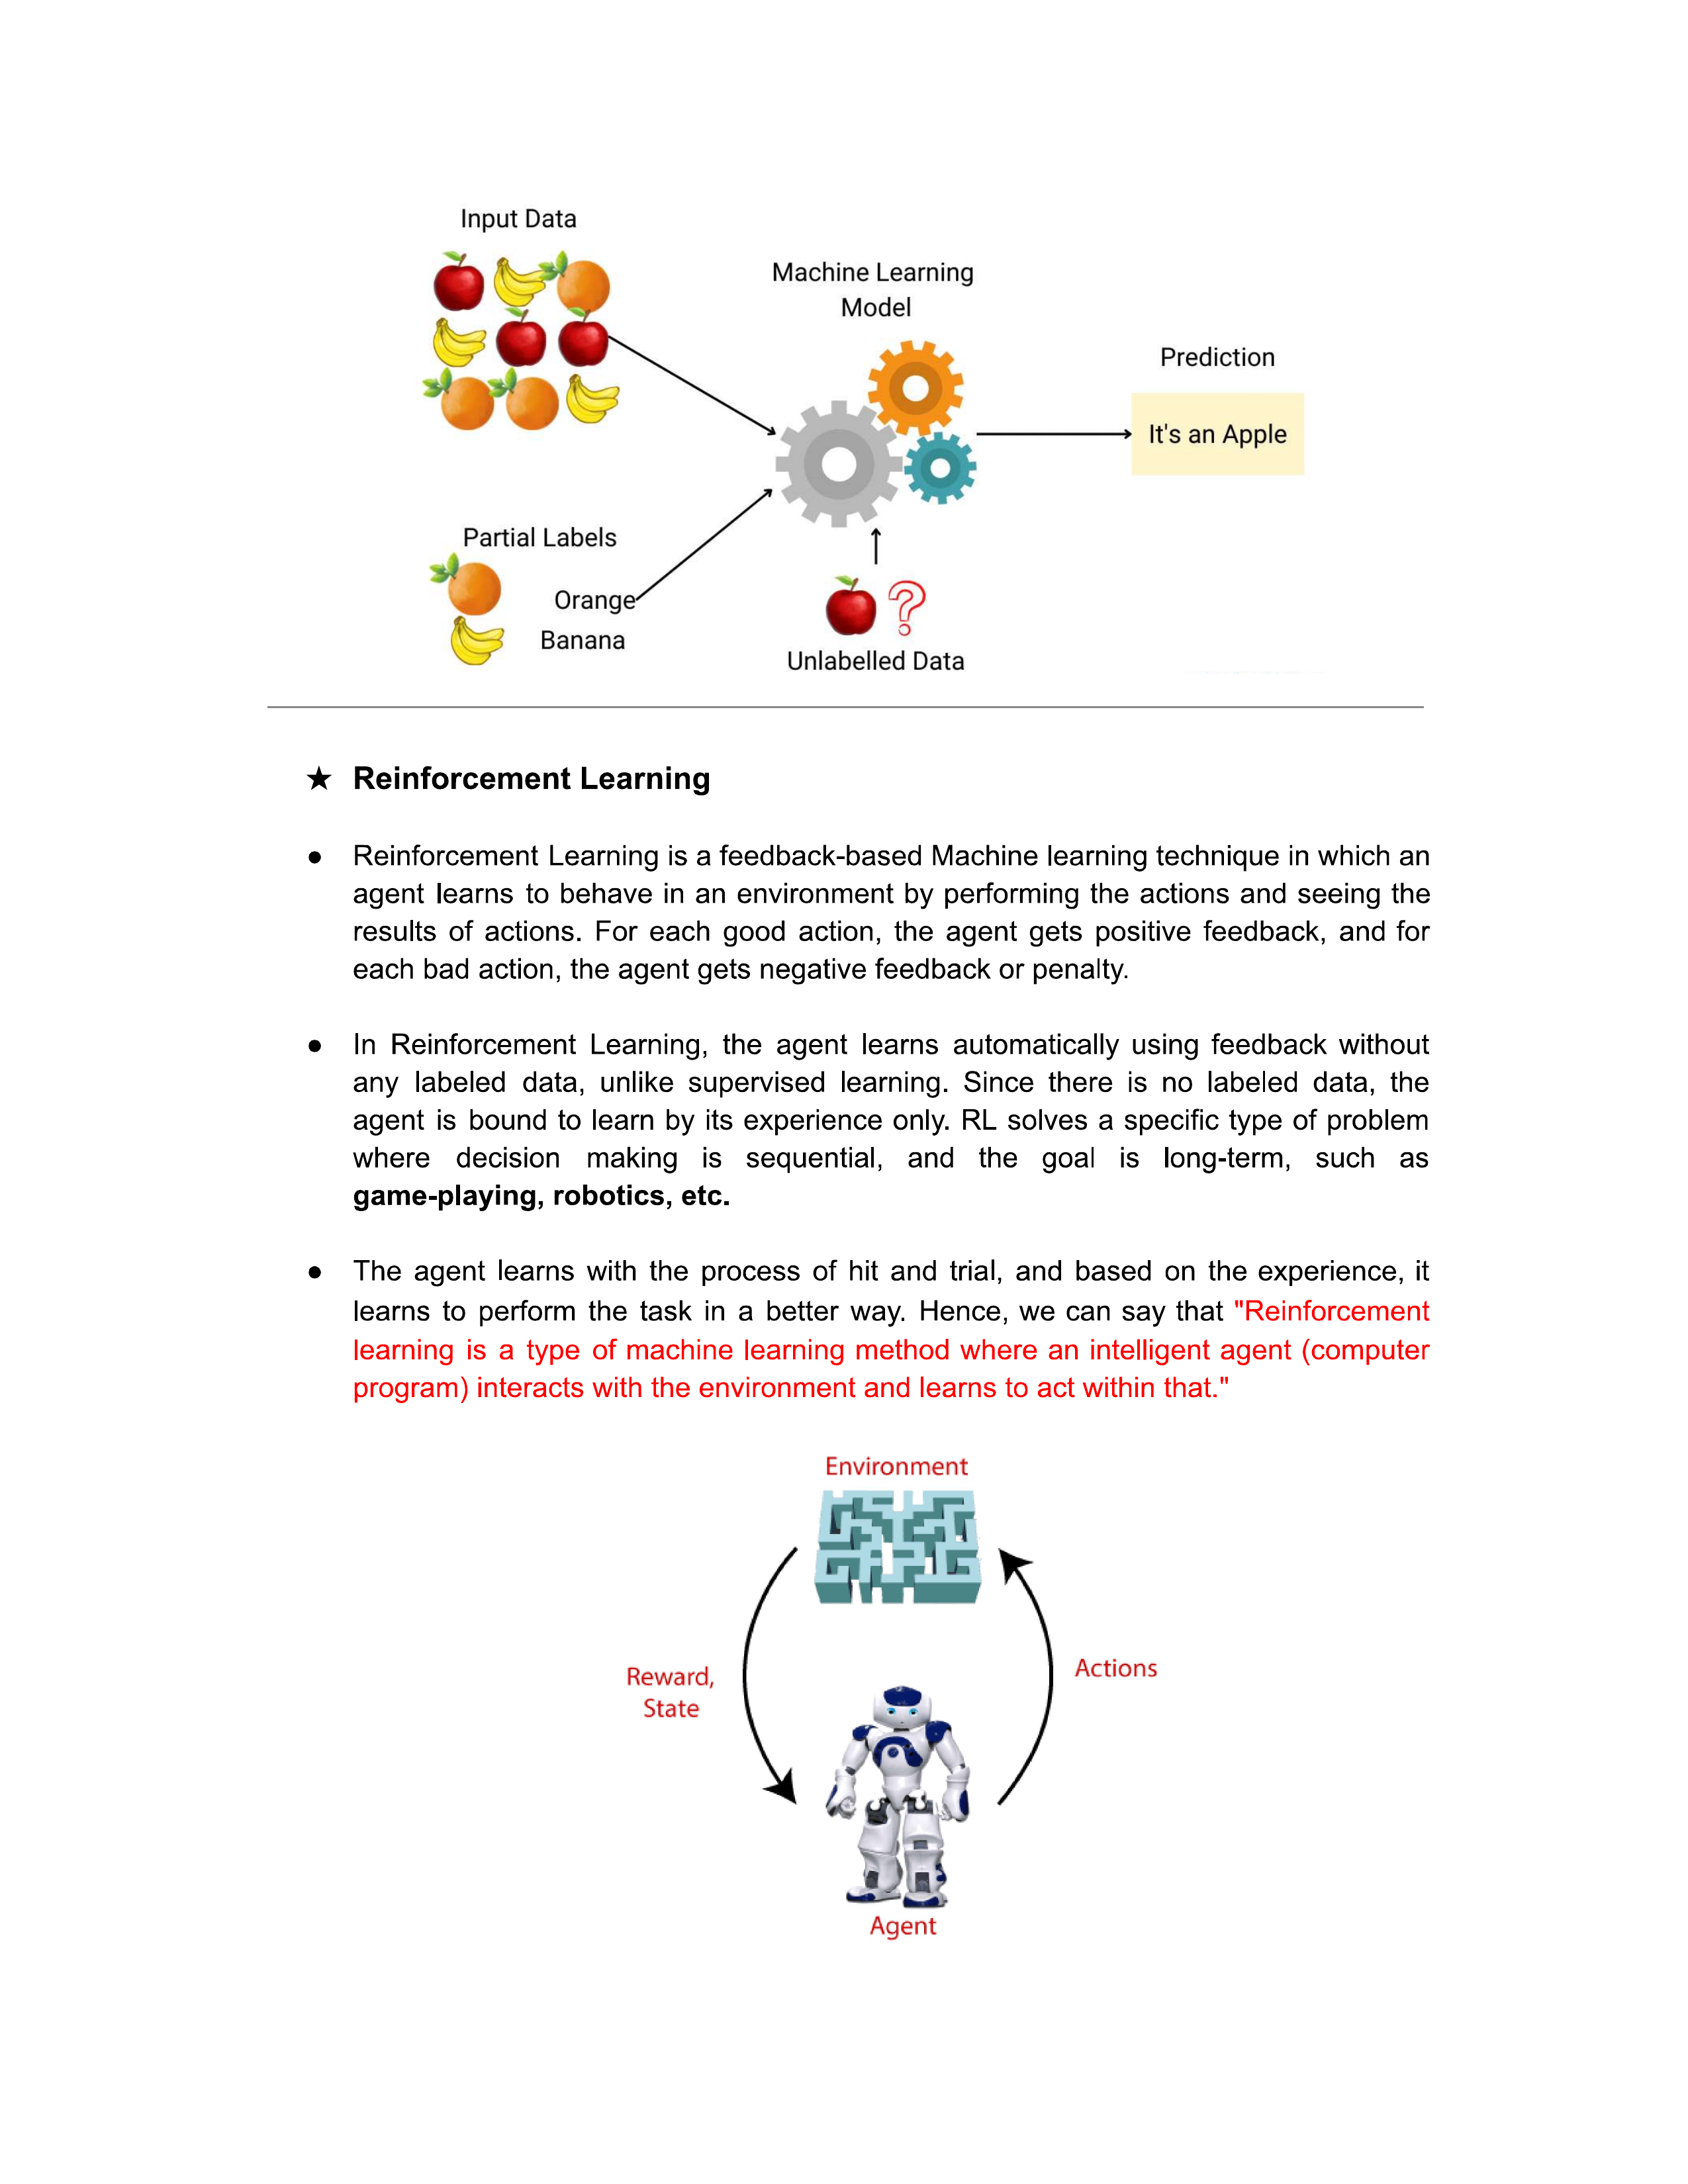 Input Data
Machine Learning
Model
Prediction
It's an Apple
Partial Labels
Orange
Banana
Unlabelled Data
★ Reinforcement Learning
● Reinforcement Learning is a feedback-based Machine learning technique in which an
agent learns to behave in an environment by performing the actions and seeing the
results of actions. For each good action, the agent gets positive feedback, and for
each bad action, the agent gets negative feedback or penalty.
● In Reinforcement Learning, the agent learns automatically using feedback without
any labeled data, unlike supervised learning. Since there is no labeled data, the
agent is bound to learn by its experience only. RL solves a specific type of problem
where decision making is sequential, and the goal is long-term, such as
game-playing, robotics, etc.
● The agent learns with the process of hit and trial, and based on the experience, it
learns to perform the task in a better way. Hence, we can say that "Reinforcement
learning is a type of machine learning method where an intelligent agent (computer
program) interacts with the environment and learns to act within that."
Environment
Reward,
State
Actions
Agent